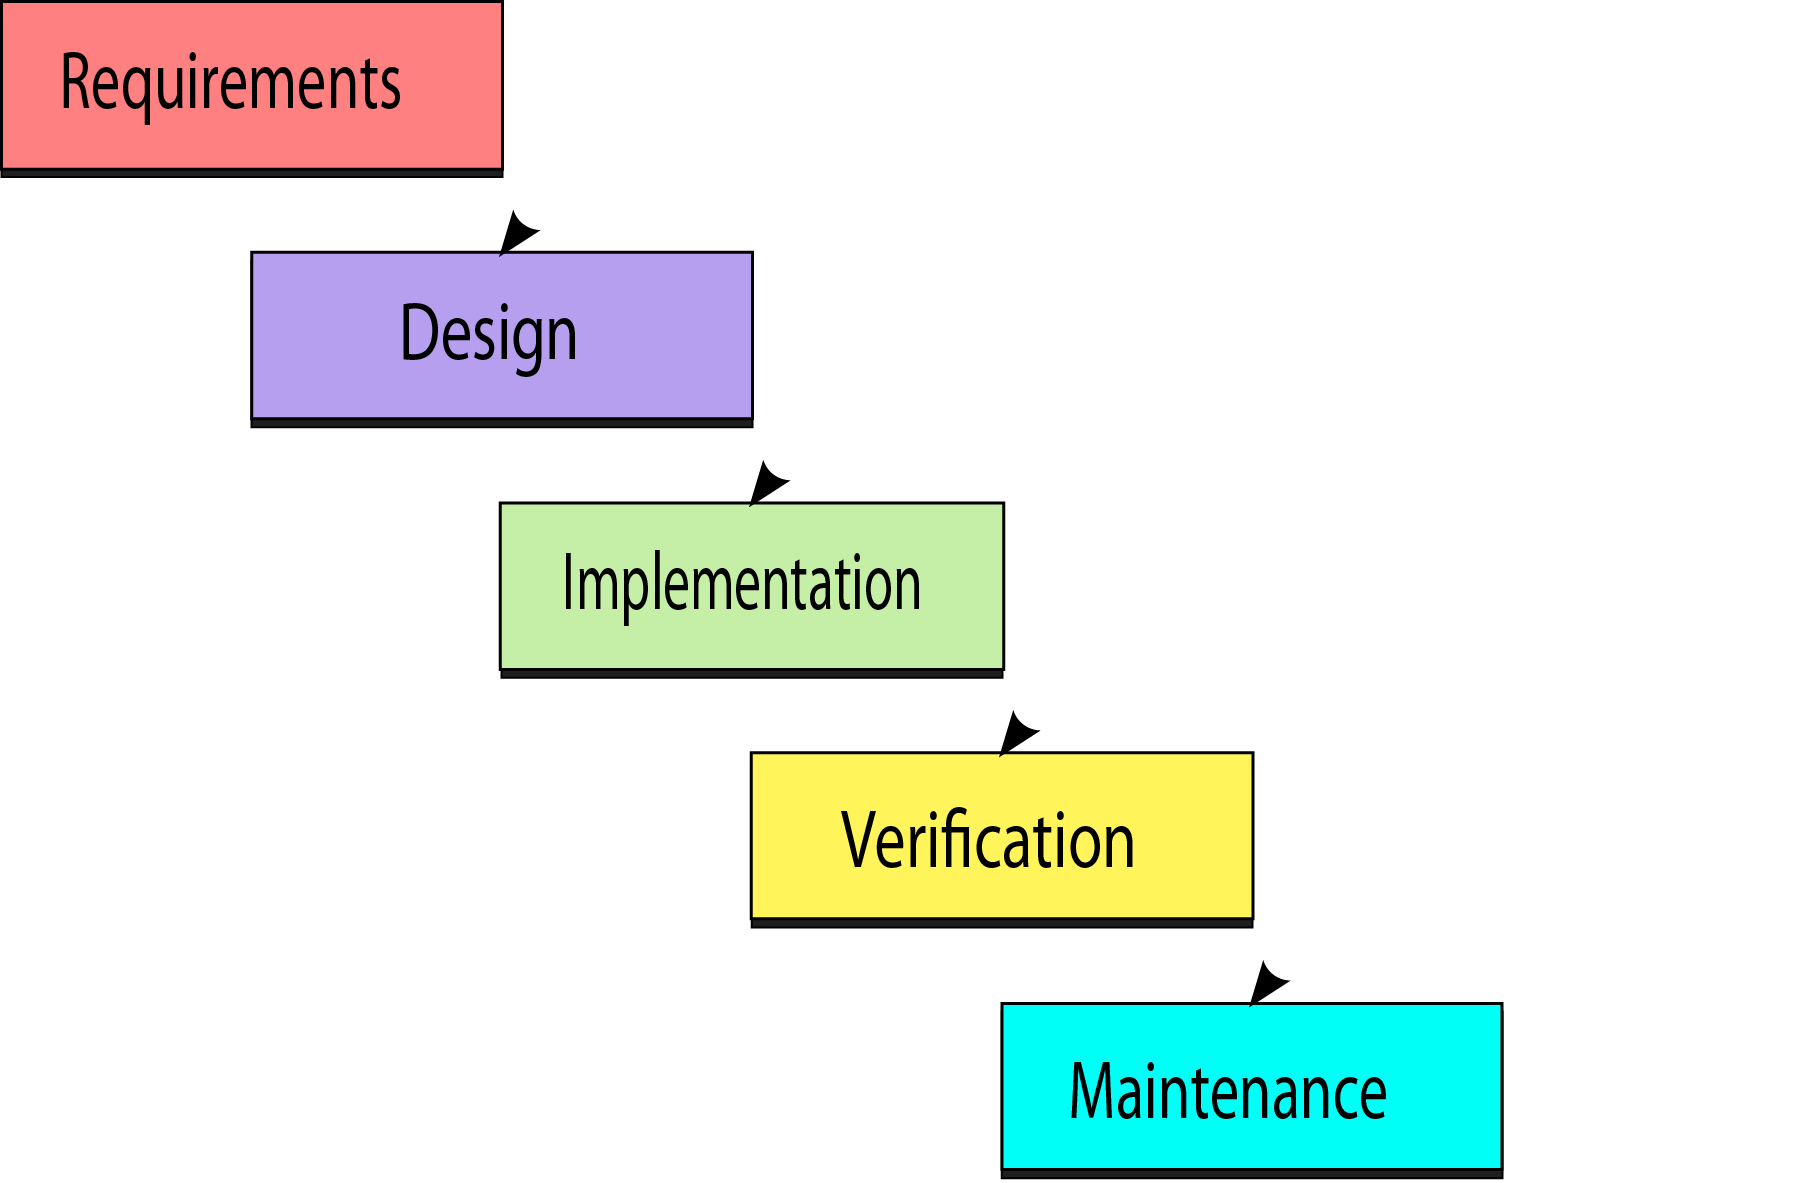 Requirements
Design
Implementation
Verification
Maintenance